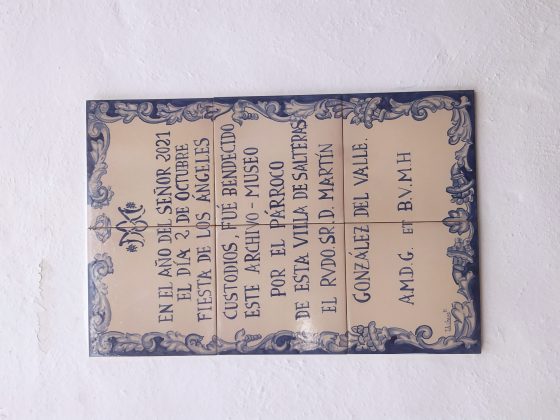 EN EL AÑO DEL SEÑOR 2021
EL DÍA 2 DE OCTUBRE
FIESTA DE LOS ANGELES
CUSTODIOS, FUÉ BENDECIDO
ESTE ARCHIVO - MUSEO
POR EL PÁRROCO
DE ESTA VILLA DE SALTERAS
EL RVDO. SR. D. MARTÍN
GONZÁLEZ DEL VALLE.
A.M.D.G. ET B.V.M.H